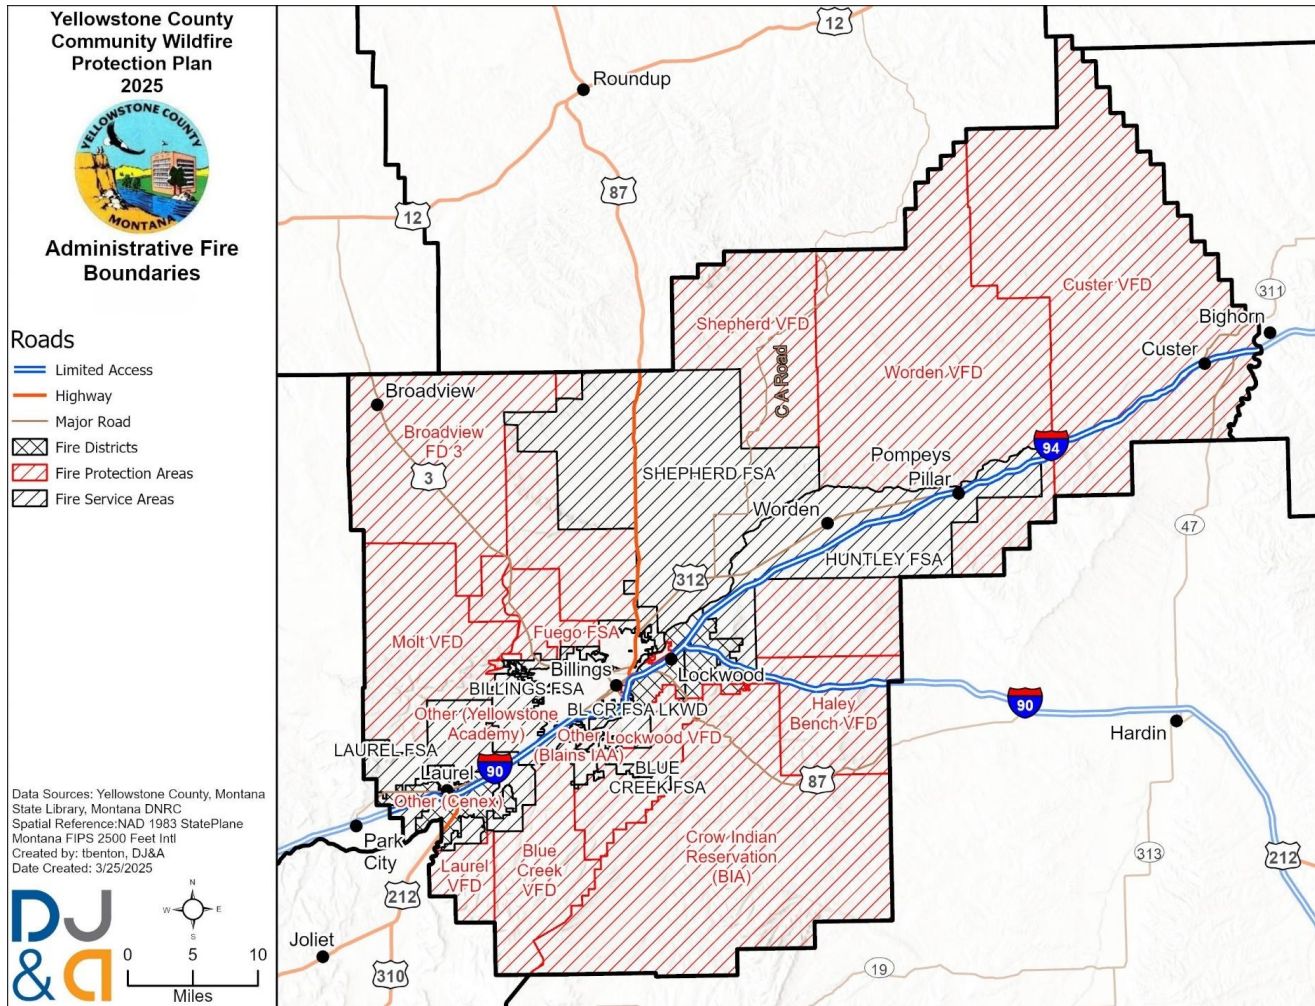 Yellowstone County
Community Wildfire
Protection Plan
2025
YELLOWSTONE COUNTY
MONTANA
Administrative Fire
Boundaries
Roads
Limited Access
Highway
Major Road
Fire Districts
Fire Protection Areas
Fire Service Areas
Data Sources: Yellowstone County, Montana
State Library, Montana DNRC
Spatial Reference:NAD 1983 StatePlane
Montana FIPS 2500 Feet Intl
Created by: tbenton, DJ&A
Date Created: 3/25/2025
DJ
&a
N
W E
S
0 5 10
Miles
12
Roundup
87
12
Custer VFD
311
Bighorn
Shepherd VFD
Custer
C A Road
Worden VFD
Broadview
Broadview
FD 3
3
94
SHEPHERD FSA
Pompeys
Pillar
Worden
47
HUNTLEY FSA
312
Molt VFD
Fuego FSA
Billings
Lockwood
BILLINGS FSA
BL CR FSA LKWD
Haley
Bench VFD
90
Hardin
Other (Yellowstone
Academy)
Other
(Blains IAA)
Lockwood VFD
LAUREL FSA
Laurel
90
BLUE
CREEK FSA
87
Other (Cenex)
Park
City
Laurel
VFD
Blue
Creek
VFD
Crow Indian
Reservation
(BIA)
313
212
212
Joliet
310
19